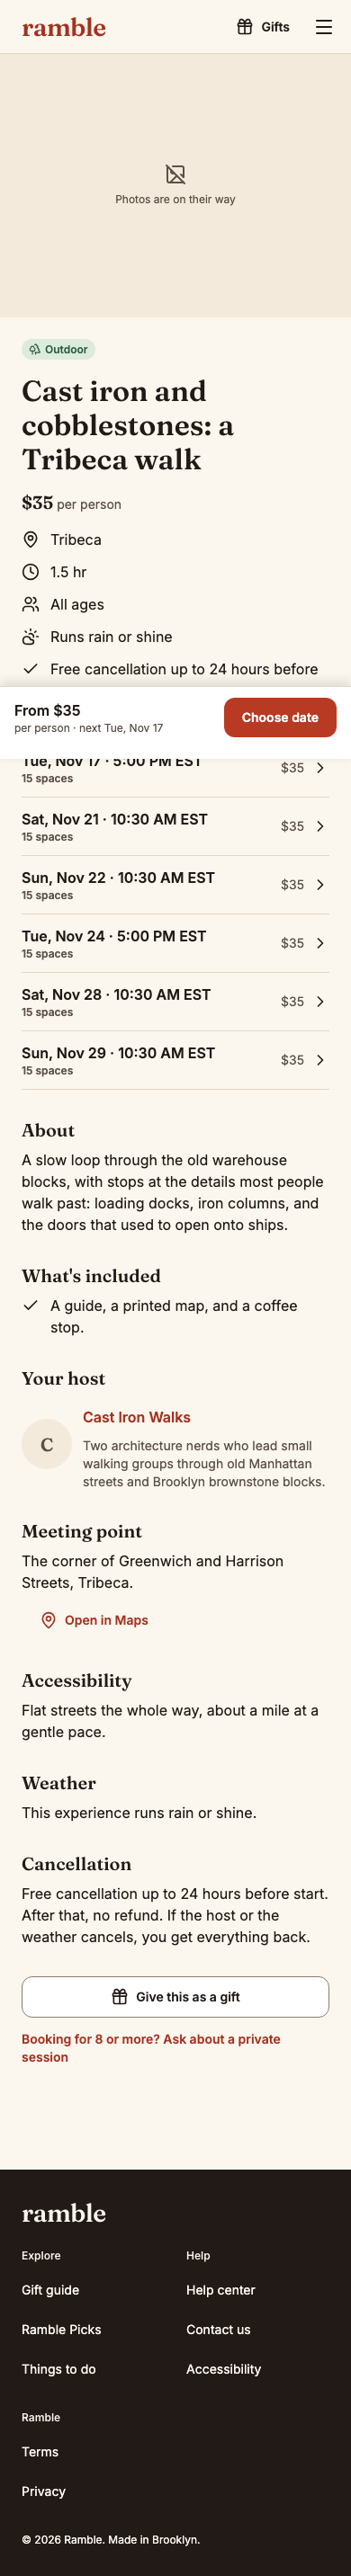 ramble
Gifts
Photos are on their way
Outdoor
Cast iron and
cobblestones: a
Tribeca walk
$35 per person
Tribeca
1.5 hr
All ages
Runs rain or shine
Free cancellation up to 24 hours before
From $35
per person · next Tue, Nov 17
Choose date
Tue, Nov 17 · 5:00 PM EST
15 spaces
$35
Sat, Nov 21 · 10:30 AM EST
15 spaces
$35
Sun, Nov 22 · 10:30 AM EST
15 spaces
$35
Tue, Nov 24 · 5:00 PM EST
15 spaces
$35
Sat, Nov 28 · 10:30 AM EST
15 spaces
$35
Sun, Nov 29 · 10:30 AM EST
15 spaces
$35
About
A slow loop through the old warehouse
blocks, with stops at the details most people
walk past: loading docks, iron columns, and
the doors that used to open onto ships.
What's included
A guide, a printed map, and a coffee
stop.
Your host
C
Cast Iron Walks
Two architecture nerds who lead small
walking groups through old Manhattan
streets and Brooklyn brownstone blocks.
Meeting point
The corner of Greenwich and Harrison
Streets, Tribeca.
Open in Maps
Accessibility
Flat streets the whole way, about a mile at a
gentle pace.
Weather
This experience runs rain or shine.
Cancellation
Free cancellation up to 24 hours before start.
After that, no refund. If the host or the
weather cancels, you get everything back.
Give this as a gift
Booking for 8 or more? Ask about a private
session
ramble
Explore
Help
Gift guide
Help center
Ramble Picks
Contact us
Things to do
Accessibility
Ramble
Terms
Privacy
© 2026 Ramble. Made in Brooklyn.